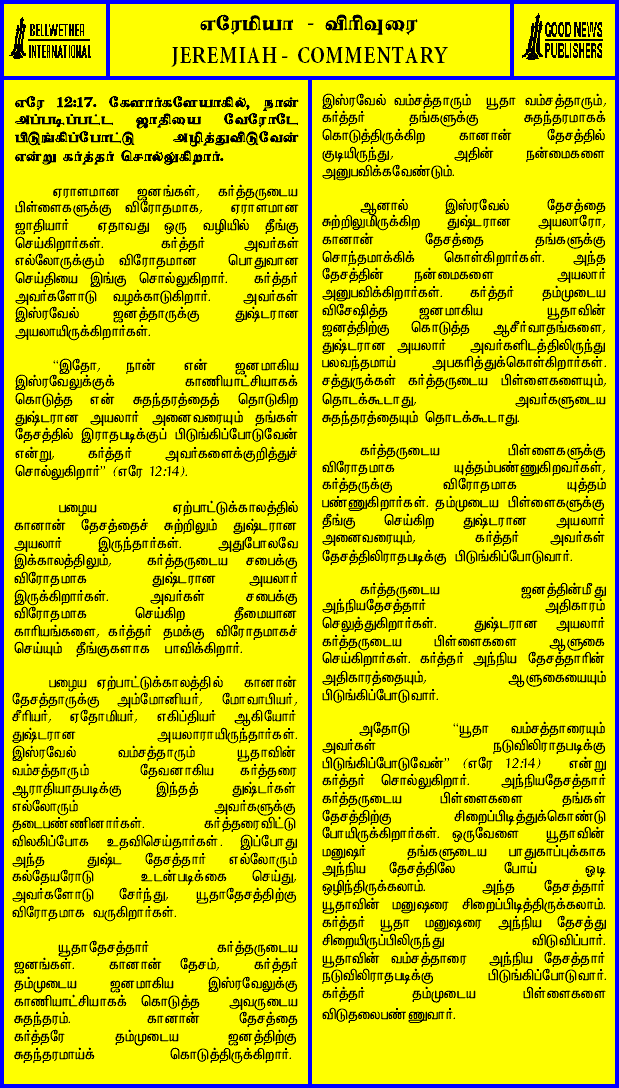 BELLWETHER
INTERNATIONAL
எரேமியா - விரிவுரை
JEREMIAH - COMMENTARY
GOOD NEWS
PUBLISHERS
எரே 12:17. கேளார்களேயாகில், நான்
அப்படிப்பட்ட ஜாதியை வேரோடே
பிடுங்கிப்போட்டு அழித்துவிடுவேன்
என்று கர்த்தர் சொல்லுகிறார்.
ஏராளமான ஜனங்கள், கர்த்தருடைய
பிள்ளைகளுக்கு விரோதமாக, ஏராளமான
ஜாதியார் ஏதாவது ஒரு வழியில் தீங்கு
செய்கிறார்கள். கர்த்தர் அவர்கள்
எல்லோருக்கும் விரோதமான பொதுவான
செய்தியை இங்கு சொல்லுகிறார். கர்த்தர்
அவர்களோடு வழக்காடுகிறார். அவர்கள்
இஸ்ரவேல் ஜனத்தாருக்கு துஷ்டரான
அயலாயிருக்கிறார்கள்.
“இதோ, நான் என் ஜனமாகிய
இஸ்ரவேலுக்குக் காணியாட்சியாகக்
கொடுத்த என் சுதந்தரத்தைத் தொடுகிற
துஷ்டரான அயலார் அனைவரையும் தங்கள்
தேசத்தில் இராதபடிக்குப் பிடுங்கிப்போடுவேன்
என்று, கர்த்தர் அவர்களைக்குறித்துச்
சொல்லுகிறார்” (எரே 12:14).
பழைய ஏற்பாட்டுக்காலத்தில்
கானான் தேசத்தைச் சுற்றிலும் துஷ்டரான
அயலார் இருந்தார்கள். அதுபோலவே
இக்காலத்திலும், கர்த்தருடைய சபைக்கு
விரோதமாக துஷ்டரான அயலார்
இருக்கிறார்கள். அவர்கள் சபைக்கு
விரோதமாக செய்கிற தீமையான
காரியங்களை, கர்த்தர் தமக்கு விரோதமாகச்
செய்யும் தீங்குகளாக பாவிக்கிறார்.
பழைய ஏற்பாட்டுக்காலத்தில் கானான்
தேசத்தாருக்கு அம்மோனியர், மோவாபியர்,
சீரியர், ஏதோமியர், எகிப்தியர் ஆகியோர்
துஷ்டரான அயலாராயிருந்தார்கள்.
இஸ்ரவேல் வம்சத்தாரும் யூதாவின்
வம்சத்தாரும் தேவனாகிய கர்த்தரை
ஆராதியாதபடிக்கு இந்தத் துஷ்டர்கள்
எல்லோரும் அவர்களுக்கு
தடைபண்ணினார்கள். கர்த்தரைவிட்டு
விலகிப்போக உதவிசெய்தார்கள். இப்போது
அந்த துஷ்ட தேசத்தார் எல்லோரும்
கல்தேயரோடு உடன்படிக்கை செய்து,
அவர்களோடு சேர்ந்து, யூதாதேசத்திற்கு
விரோதமாக வருகிறார்கள்.
யூதாதேசத்தார் கர்த்தருடைய
ஜனங்கள். கானான் தேசம், கர்த்தர்
தம்முடைய ஜனமாகிய இஸ்ரவேலுக்கு
காணியாட்சியாகக் கொடுத்த அவருடைய
சுதந்தரம். கானான் தேசத்தை
கர்த்தரே தம்முடைய ஜனத்திற்கு
சுதந்தரமாய்க் கொடுத்திருக்கிறார்.
இஸ்ரவேல் வம்சத்தாரும் யூதா வம்சத்தாரும்,
கர்த்தர் தங்களுக்கு சுதந்தரமாகக்
கொடுத்திருக்கிற கானான் தேசத்தில்
குடியிருந்து, அதின் நன்மைகளை
அனுபவிக்கவேண்டும்.
ஆனால் இஸ்ரவேல் தேசத்தை
சுற்றிலுமிருக்கிற துஷ்டரான அயலாரோ,
கானான் தேசத்தை தங்களுக்கு
சொந்தமாக்கிக் கொள்கிறார்கள். அந்த
தேசத்தின் நன்மைகளை அயலார்
அனுபவிக்கிறார்கள். கர்த்தர் தம்முடைய
விசேஷித்த ஜனமாகிய யூதாவின்
ஜனத்திற்கு கொடுத்த ஆசீர்வாதங்களை,
துஷ்டரான அயலார் அவர்களிடத்திலிருந்து
பலவந்தமாய் அபகரித்துக்கொள்கிறார்கள்.
சத்துருக்கள் கர்த்தருடைய பிள்ளைகளையும்,
தொடக்கூடாது, அவர்களுடைய
சுதந்தரத்தையும் தொடக்கூடாது.
கர்த்தருடைய பிள்ளைகளுக்கு
விரோதமாக யுத்தம்பண்ணுகிறவர்கள்,
கர்த்தருக்கு விரோதமாக யுத்தம்
பண்ணுகிறார்கள். தம்முடைய பிள்ளைகளுக்கு
தீங்கு செய்கிற துஷ்டரான அயலார்
அனைவரையும், கர்த்தர் அவர்கள்
தேசத்திலிராதபடிக்கு பிடுங்கிப்போடுவார்.
கர்த்தருடைய ஜனத்தின்மீது
அந்நியதேசத்தார் அதிகாரம்
செலுத்துகிறார்கள். துஷ்டரான அயலார்
கர்த்தருடைய பிள்ளைகளை ஆளுகை
செய்கிறார்கள். கர்த்தர் அந்நிய தேசத்தாரின்
அதிகாரத்தையும், ஆளுகையையும்
பிடுங்கிப்போடுவார்.
அதோடு “யூதா வம்சத்தாரையும்
அவர்கள் நடுவிலிராதபடிக்கு
பிடுங்கிப்போடுவேன்” (எரே 12:14) என்று
கர்த்தர் சொல்லுகிறார். அந்நியதேசத்தார்
கர்த்தருடைய பிள்ளைகளை தங்கள்
தேசத்திற்கு சிறைப்பிடித்துக்கொண்டு
போயிருக்கிறார்கள். ஒருவேளை யூதாவின்
மனுஷர் தங்களுடைய பாதுகாப்புக்காக
அந்நிய தேசத்திலே போய் ஓடி
ஒழிந்திருக்கலாம். அந்த தேசத்தார்
யூதாவின் மனுஷரை சிறைப்பிடித்திருக்கலாம்.
கர்த்தர் யூதா மனுஷரை அந்நிய தேசத்து
சிறையிருப்பிலிருந்து விடுவிப்பார்.
யூதாவின் வம்சத்தாரை அந்நிய தேசத்தார்
நடுவிலிராதபடிக்கு பிடுங்கிப்போடுவார்.
கர்த்தர் தம்முடைய பிள்ளைகளை
விடுதலைபண்ணுவார்.